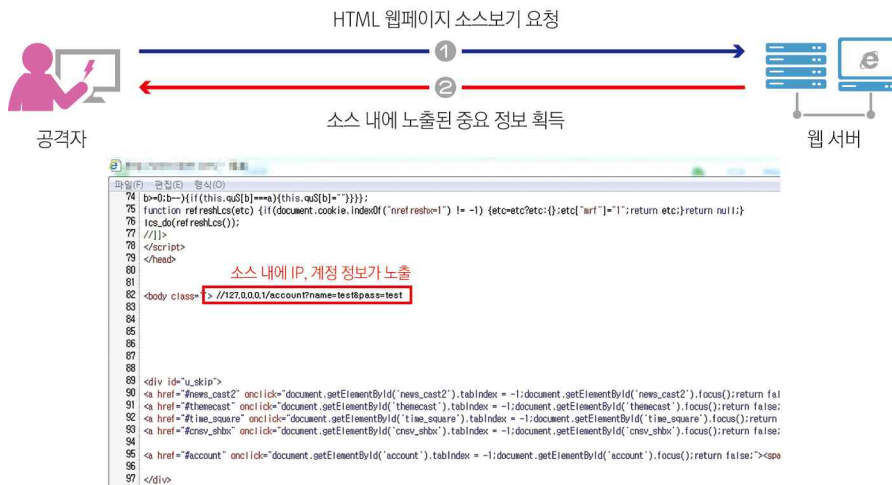 HTML 웹페이지 소스보기 요청
1
2
소스 내에 노출된 중요 정보 획득
공격자
웹 서버
파일(F) 편집(E) 형식(O)
74 b>=0;b--){if(this.quS[b]===a){this.quS[b]=""}}}};
75 function refreshLcs(etc) {if(document.cookie.indexOf("nrefreshx=1") != -1) {etc=etc?etc:{};etc["mrf"]="1";return etc;}return null;}
76 lcs_do(refreshLcs());
77 //]]>
78 </script>
79 </head>
80
소스 내에 IP, 계정 정보가 노출
81
82 <body class=" > //127,0,0,0,1/account?name=test&pass=test
83
84
85
86
87
88
89 <div id="u_skip">
90 <a href="#news_cast2" onclick="document.getElementById('news_cast2').tabIndex = -1;document.getElementById('news_cast2').focus();return fal
91 <a href="#themecast" onclick="document.getElementById('themecast').tabIndex = -1;document.getElementById('themecast').focus();return false;
92 <a href="#time_square" onclick="document.getElementById('time_square').tabIndex = -1;document.getElementById('time_square').focus();return
93 <a href="#cnsv_shbx" onclick="document.getElementById('cnsv_shbx').tabIndex = -1;document.getElementById('cnsv_shbx').focus();return false;
94
95 <a href="#account" onclick="document.getElementById('account').tabIndex = -1;document.getElementById('account').focus();return false;"><spa
96
97 </div>